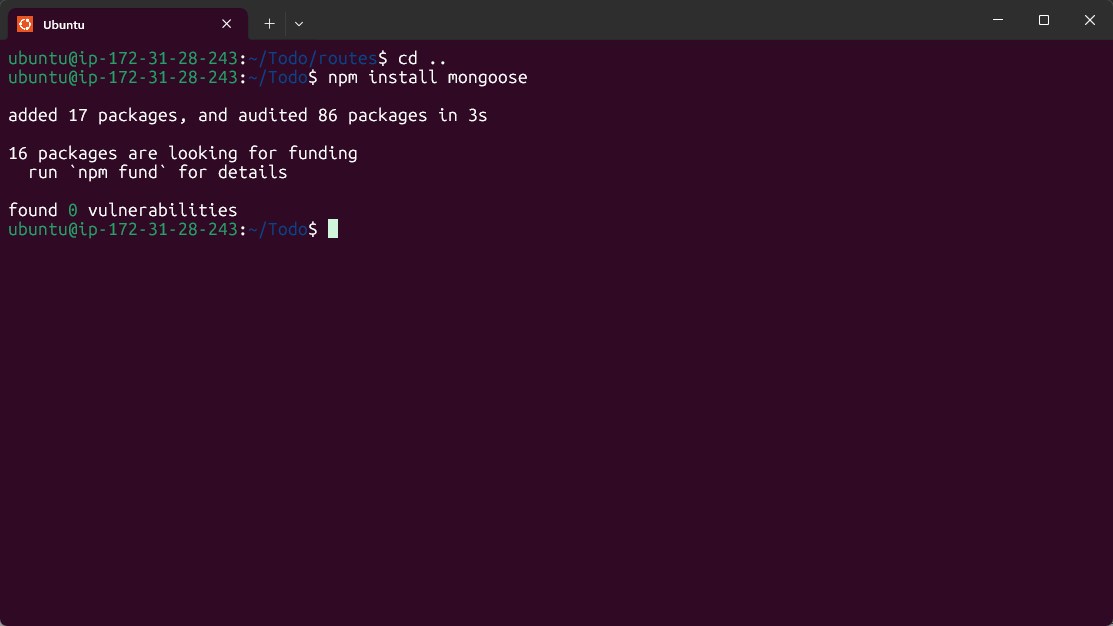 Ubuntu
ubuntu@ip-172-31-28-243:~/Todo/routes$ cd ..
ubuntu@ip-172-31-28-243:~/Todo$ npm install mongoose
added 17 packages, and audited 86 packages in 3s
16 packages are looking for funding
  run `npm fund` for details
found 0 vulnerabilities
ubuntu@ip-172-31-28-243:~/Todo$